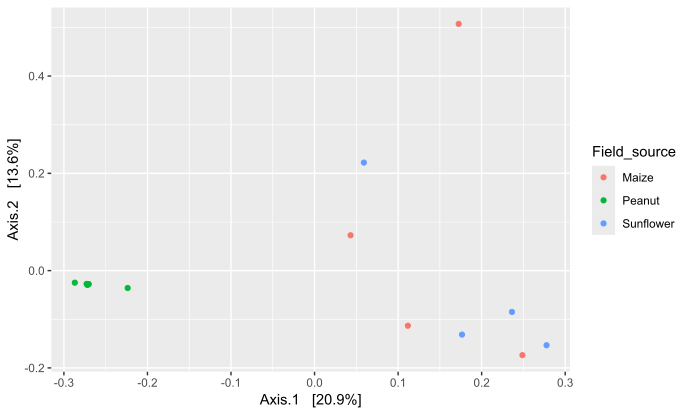 0.4
0.2
0.0
-0.2
Axis.2 [13.6%]
-0.3 -0.2 -0.1 0.0 0.1 0.2 0.3
Axis.1 [20.9%]
Field_source
Maize
Peanut
Sunflower